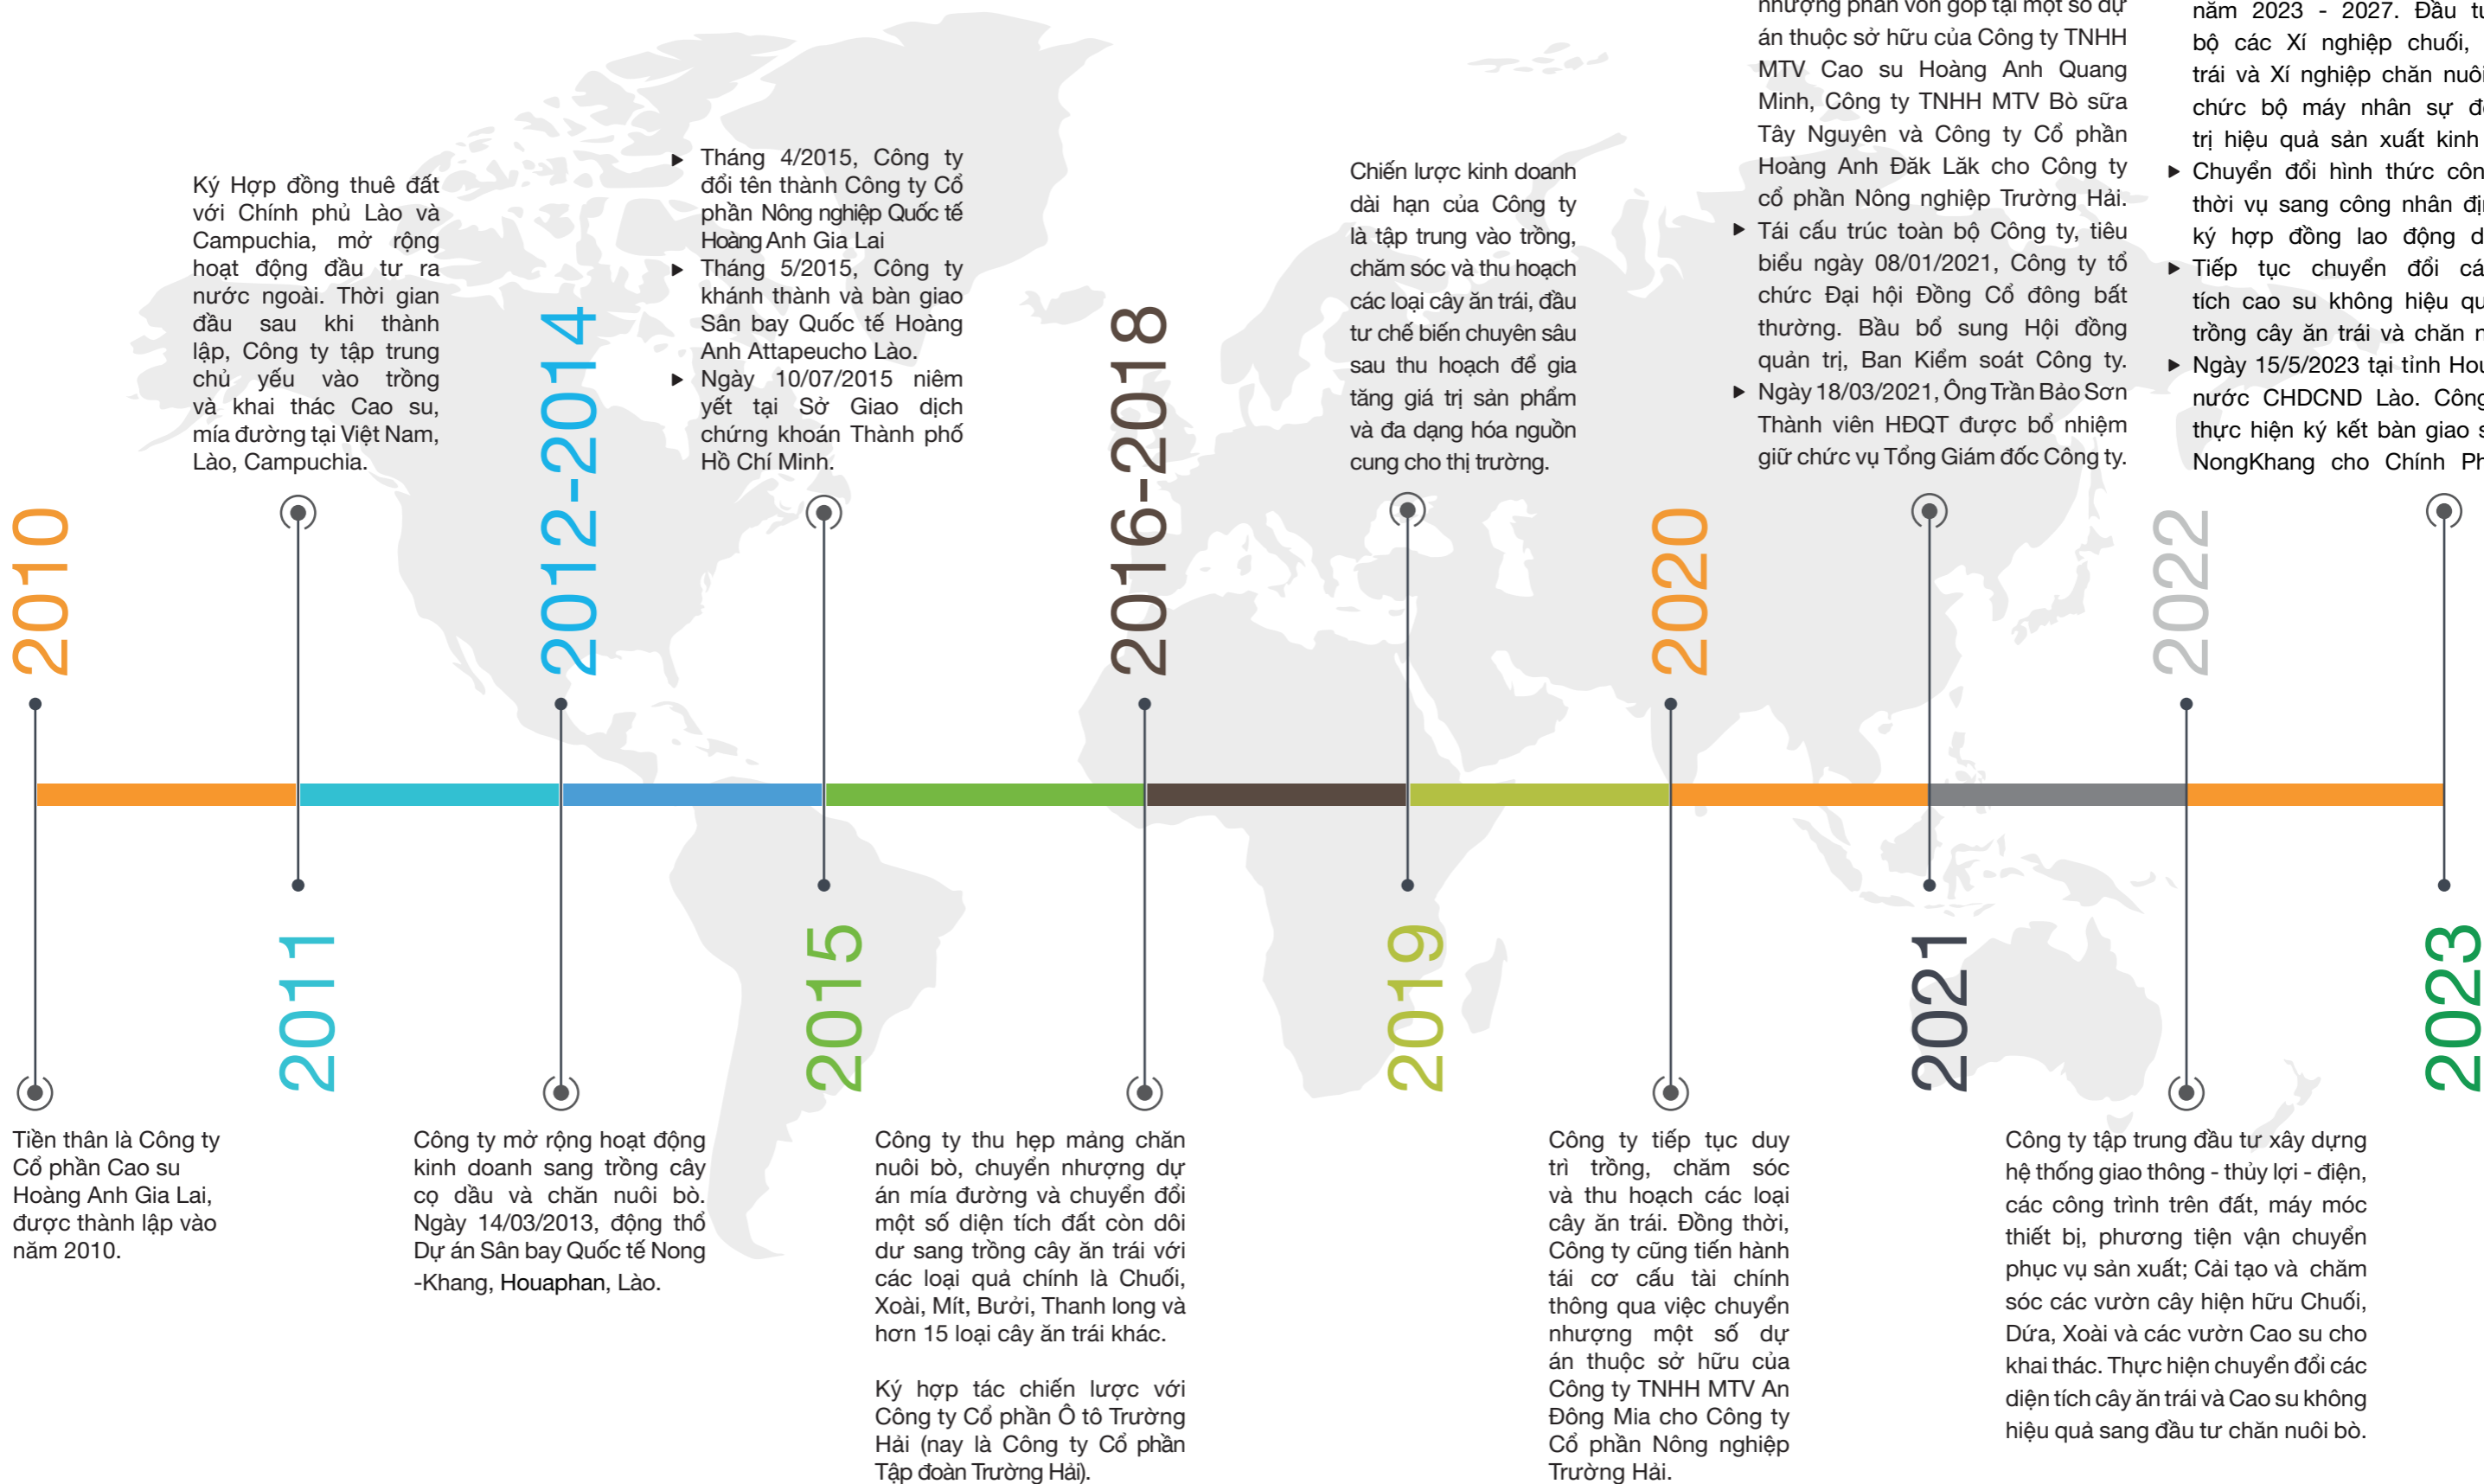 2010
Tiền thân là Công ty
Cổ phần Cao su
Hoàng Anh Gia Lai,
được thành lập vào
năm 2010.
2011
Ký Hợp đồng thuê đất
với Chính phủ Lào và
Campuchia, mở rộng
hoạt động đầu tư ra
nước ngoài. Thời gian
đầu sau khi thành
lập, Công ty tập trung
chủ yếu vào trồng
và khai thác Cao su,
mía đường tại Việt Nam,
Lào, Campuchia.
2012-2014
Công ty mở rộng hoạt động
kinh doanh sang trồng cây
cọ dầu và chăn nuôi bò.
Ngày 14/03/2013, động thổ
Dự án Sân bay Quốc tế Nong
-Khang, Houaphan, Lào.
2015
▸ Tháng 4/2015, Công ty
đổi tên thành Công ty Cổ
phần Nông nghiệp Quốc tế
Hoàng Anh Gia Lai
▸ Tháng 5/2015, Công ty
khánh thành và bàn giao
Sân bay Quốc tế Hoàng
Anh Attapeucho Lào.
▸ Ngày 10/07/2015 niêm
yết tại Sở Giao dịch
chứng khoán Thành phố
Hồ Chí Minh.
2016-2018
Công ty thu hẹp mảng chăn
nuôi bò, chuyển nhượng dự
án mía đường và chuyển đổi
một số diện tích đất còn dôi
dư sang trồng cây ăn trái với
các loại quả chính là Chuối,
Xoài, Mít, Bưởi, Thanh long và
hơn 15 loại cây ăn trái khác.
Ký hợp tác chiến lược với
Công ty Cổ phần Ô tô Trường
Hải (nay là Công ty Cổ phần
Tập đoàn Trường Hải).
2019
Chiến lược kinh doanh
dài hạn của Công ty
là tập trung vào trồng,
chăm sóc và thu hoạch
các loại cây ăn trái, đầu
tư chế biến chuyên sâu
sau thu hoạch để gia
tăng giá trị sản phẩm
và đa dạng hóa nguồn
cung cho thị trường.
2020
Công ty tiếp tục duy
trì trồng, chăm sóc
và thu hoạch các loại
cây ăn trái. Đồng thời,
Công ty cũng tiến hành
tái cơ cấu tài chính
thông qua việc chuyển
nhượng một số dự
án thuộc sở hữu của
Công ty TNHH MTV An
Đông Mia cho Công ty
Cổ phần Nông nghiệp
Trường Hải.
2021
nhượng phần vốn góp tại một số dự
án thuộc sở hữu của Công ty TNHH
MTV Cao su Hoàng Anh Quang
Minh, Công ty TNHH MTV Bò sữa
Tây Nguyên và Công ty Cổ phần
Hoàng Anh Đăk Lăk cho Công ty
cổ phần Nông nghiệp Trường Hải.
▸ Tái cấu trúc toàn bộ Công ty, tiêu
biểu ngày 08/01/2021, Công ty tổ
chức Đại hội Đồng Cổ đông bất
thường. Bầu bổ sung Hội đồng
quản trị, Ban Kiểm soát Công ty.
▸ Ngày 18/03/2021, Ông Trần Bảo Sơn
Thành viên HĐQT được bổ nhiệm
giữ chức vụ Tổng Giám đốc Công ty.
2022
Công ty tập trung đầu tư xây dựng
hệ thống giao thông - thủy lợi - điện,
các công trình trên đất, máy móc
thiết bị, phương tiện vận chuyển
phục vụ sản xuất; Cải tạo và chăm
sóc các vườn cây hiện hữu Chuối,
Dứa, Xoài và các vườn Cao su cho
khai thác. Thực hiện chuyển đổi các
diện tích cây ăn trái và Cao su không
hiệu quả sang đầu tư chăn nuôi bò.
2023
năm 2023 - 2027. Đầu
bộ các Xí nghiệp chuối,
trái và Xí nghiệp chăn nuôi
chức bộ máy nhân sự
trị hiệu quả sản xuất kinh
▸ Chuyển đổi hình thức
thời vụ sang công nhân
ký hợp đồng lao động
▸ Tiếp tục chuyển đổi
tích cao su không hiệu
trồng cây ăn trái và chăn
▸ Ngày 15/5/2023 tại tỉnh
nước CHDCND Lào. Công
thực hiện ký kết bàn giao
NongKhang cho Chính